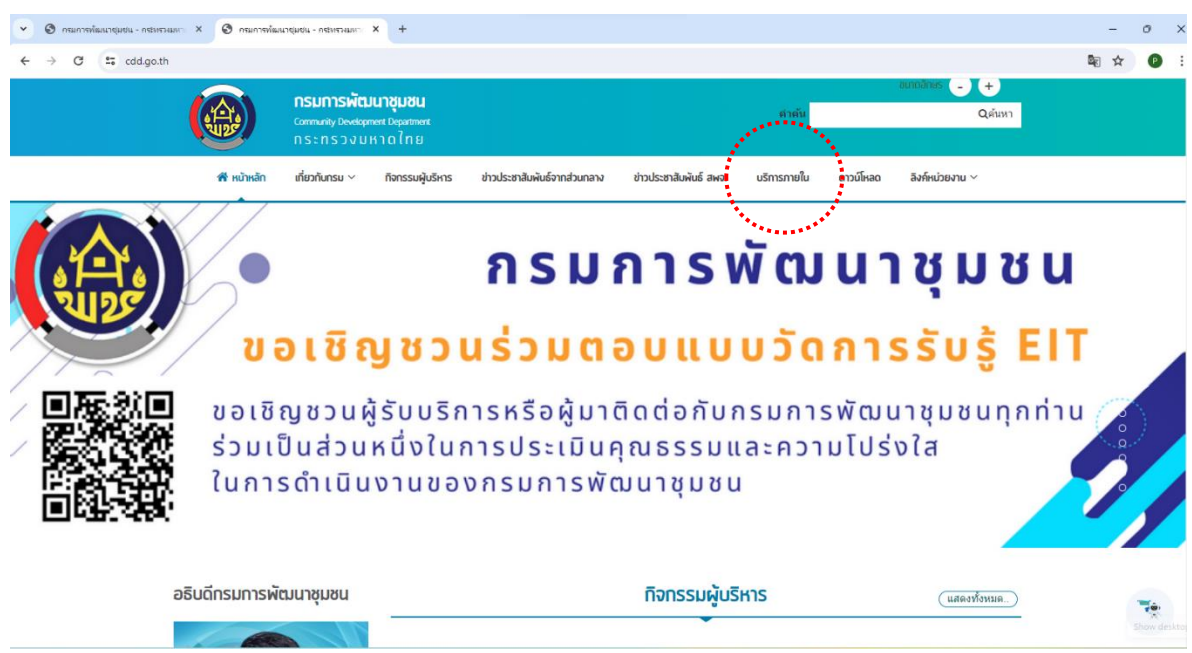 กรมการพัฒนาชุมชน - กระทรวงมหา
กรมการพัฒนาชุมชน - กระทรวงมหา
cdd.go.th
P
ขนาดอักษร - +
กรมการพัฒนาชุมชน
Community Development Department
กระทรวงมหาดไทย
คำค้น
ค้นหา
หน้าหลัก เกี่ยวกับกรม กิจกรรมผู้บริหาร ข่าวประชาสัมพันธ์จากส่วนกลาง ข่าวประชาสัมพันธ์ สพจ. บริการภายใน ดาวน์โหลด ลิงค์หน่วยงาน
กรมการพัฒนาชุมชน
ขอเชิญชวนร่วมตอบแบบวัดการรับรู้ EIT
ขอเชิญชวนผู้รับบริการหรือผู้มาติดต่อกับกรมการพัฒนาชุมชนทุกท่าน
ร่วมเป็นส่วนหนึ่งในการประเมินคุณธรรมและความโปร่งใส
ในการดำเนินงานของกรมการพัฒนาชุมชน
อธิบดีกรมการพัฒนาชุมชน
กิจกรรมผู้บริหาร
แสดงทั้งหมด...
Show desktop